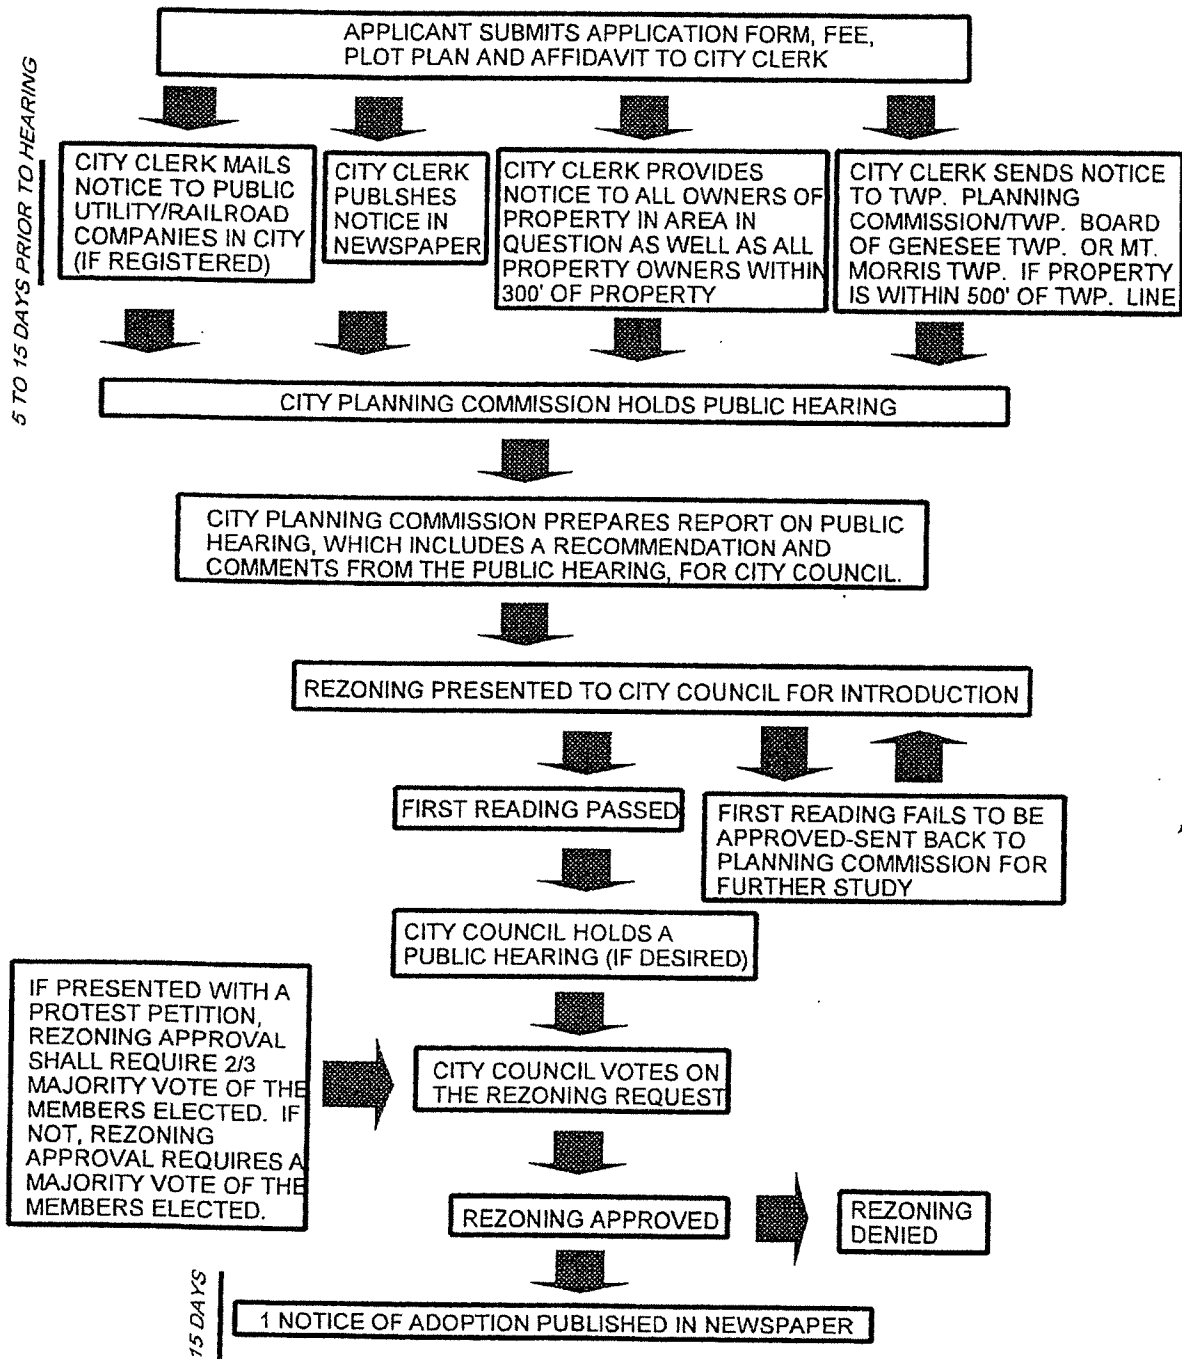 APPLICANT SUBMITS APPLICATION FORM, FEE,
PLOT PLAN AND AFFIDAVIT TO CITY CLERK
5 TO 15 DAYS PRIOR TO HEARING
CITY CLERK MAILS
NOTICE TO PUBLIC
UTILITY/RAILROAD
COMPANIES IN CITY
(IF REGISTERED)
CITY CLERK
PUBLSHES
NOTICE IN
NEWSPAPER
CITY CLERK PROVIDES
NOTICE TO ALL OWNERS OF
PROPERTY IN AREA IN
QUESTION AS WELL AS ALL
PROPERTY OWNERS WITHIN
300' OF PROPERTY
CITY CLERK SENDS NOTICE
TO TWP. PLANNING
COMMISSION/TWP. BOARD
OF GENESEE TWP. OR MT.
MORRIS TWP. IF PROPERTY
IS WITHIN 500' OF TWP. LINE
CITY PLANNING COMMISSION HOLDS PUBLIC HEARING
CITY PLANNING COMMISSION PREPARES REPORT ON PUBLIC
HEARING, WHICH INCLUDES A RECOMMENDATION AND
COMMENTS FROM THE PUBLIC HEARING, FOR CITY COUNCIL.
REZONING PRESENTED TO CITY COUNCIL FOR INTRODUCTION
FIRST READING PASSED
FIRST READING FAILS TO BE
APPROVED-SENT BACK TO
PLANNING COMMISSION FOR
FURTHER STUDY
CITY COUNCIL HOLDS A
PUBLIC HEARING (IF DESIRED)
IF PRESENTED WITH A
PROTEST PETITION,
REZONING APPROVAL
SHALL REQUIRE 2/3
MAJORITY VOTE OF THE
MEMBERS ELECTED. IF
NOT, REZONING
APPROVAL REQUIRES A
MAJORITY VOTE OF THE
MEMBERS ELECTED.
CITY COUNCIL VOTES ON
THE REZONING REQUEST
REZONING APPROVED
REZONING
DENIED
15 DAYS
1 NOTICE OF ADOPTION PUBLISHED IN NEWSPAPER